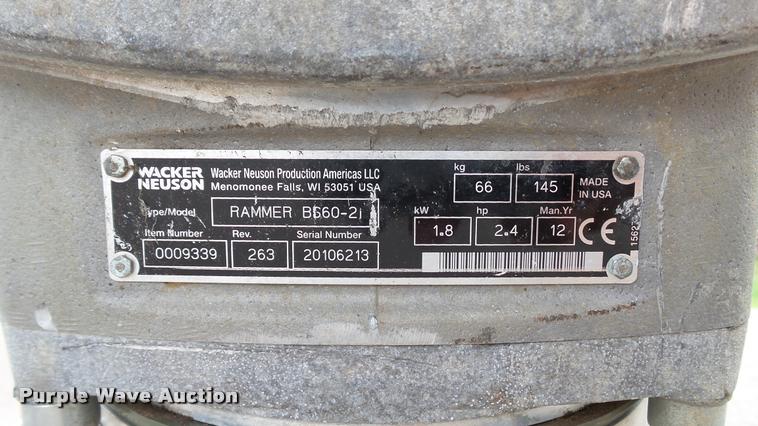 WACKER NEUSON
Wacker Neuson Production Americas LLC
Menomonee Falls, WI 53051 USA
kg lbs
66 145
MADE IN USA
Type/Model RAMMER BS60-2i
kW hp Man.Yr
1.8 2.4 12 CE
Item Number Rev. Serial Number
0009339 263 20106213
Purple Wave Auction